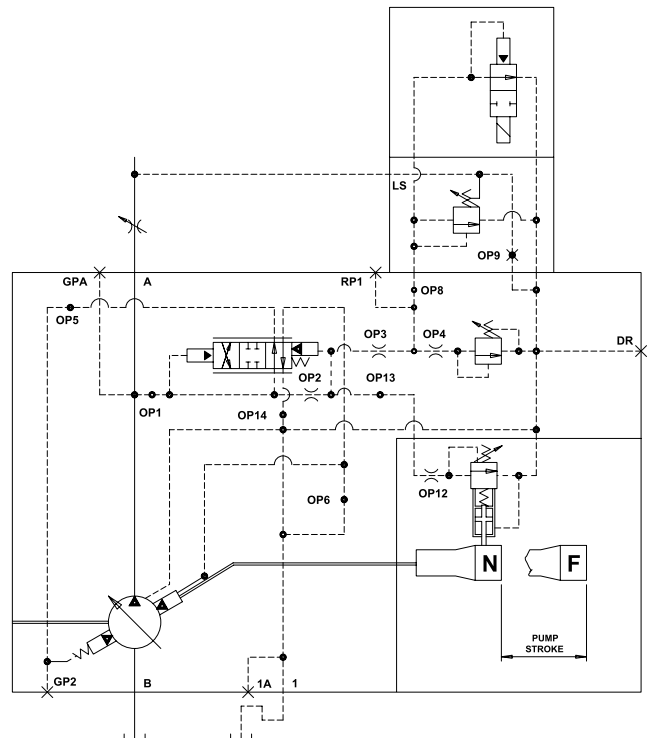 LS
OP9
GPA
A
RP1
OP8
OP5
OP3
OP4
DR
OP2
OP1
OP13
OP14
OP12
OP6
N
F
PUMP
STROKE
GP2
B
1A
1